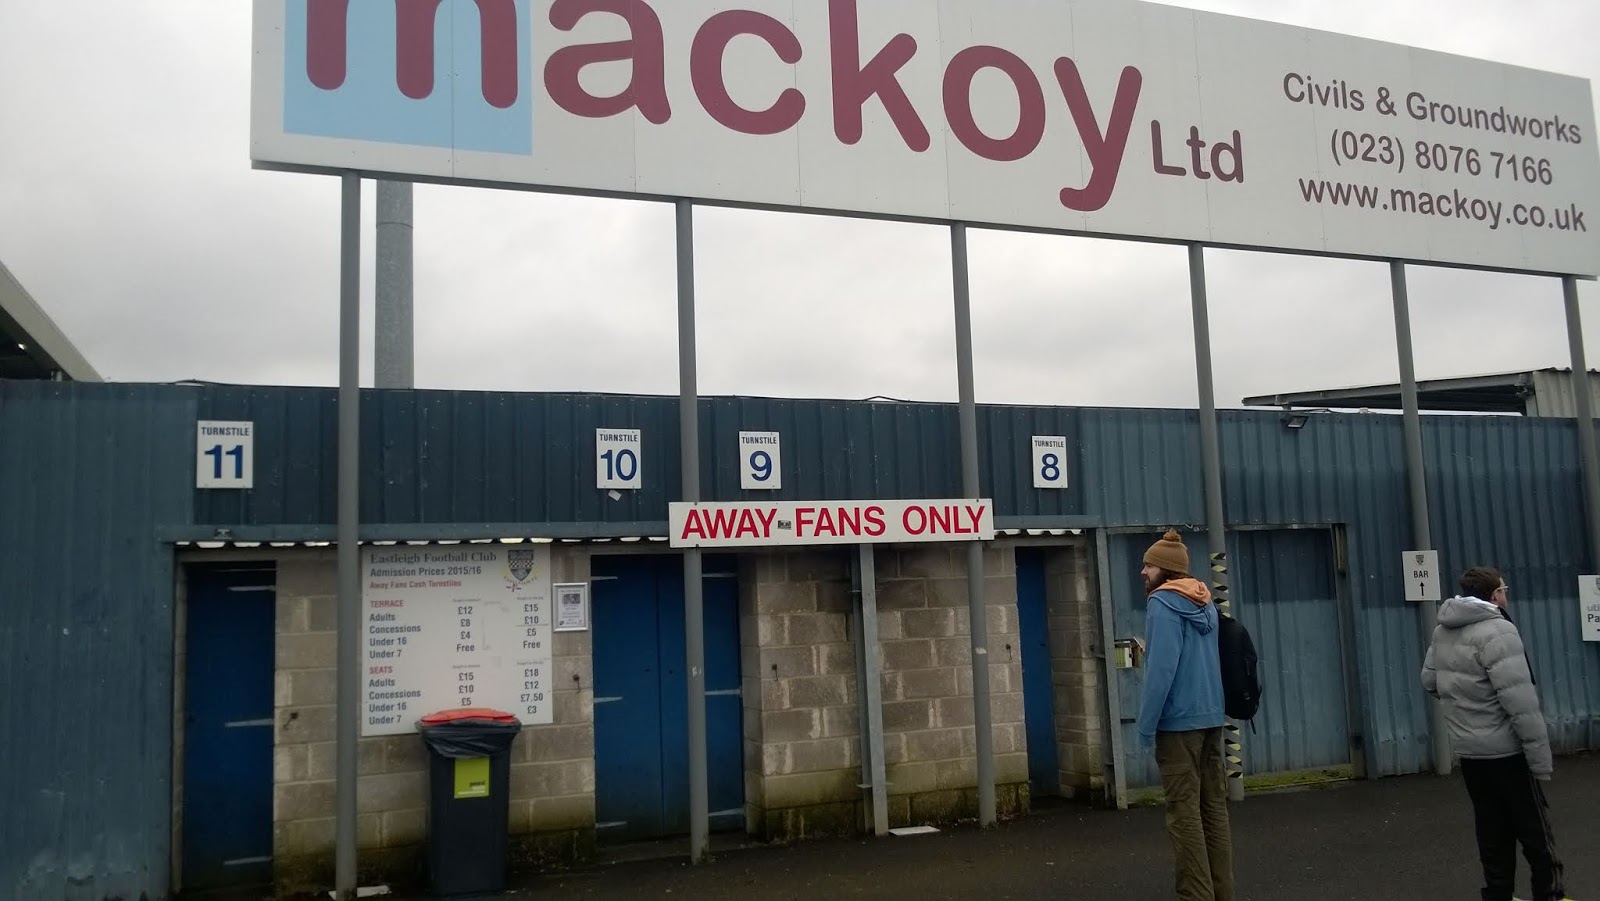 mackoy Ltd
Civils & Groundworks
(023) 8076 7166
www.mackoy.co.uk
TURNSTILE
11
TURNSTILE
10
TURNSTILE
9
TURNSTILE
8
AWAY FANS ONLY
Eastleigh Football Club
Admission Prices 2015/16
Away Fans Cash Turnstiles
TERRACE
Adults £12 £15
Concessions £8 £10
Under 16 £4 £5
Under 7 Free Free
SEATS
Adults £15 £18
Concessions £10 £12
Under 16 £5 £7.50
Under 7 £3
BAR